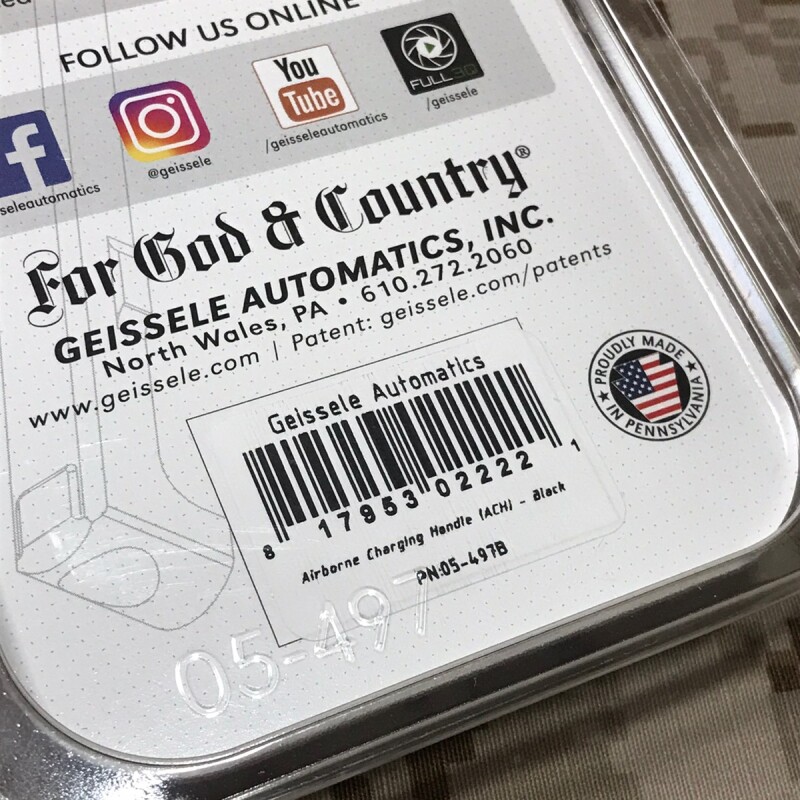 FOLLOW US ONLINE
f
You
Tube
FULL30
seleautomatics
@geissele
/geisseleautomatics
/geissele
For God & Country®
GEISSELE AUTOMATICS, INC.
North Wales, PA • 610.272.2060
www.geissele.com | Patent: geissele.com/patents
PROUDLY MADE
IN PENNSYLVANIA
Geissele Automatics
8 17953 02222 1
Airborne Charging Handle (ACH) - Black
PN:05-497B
05-497